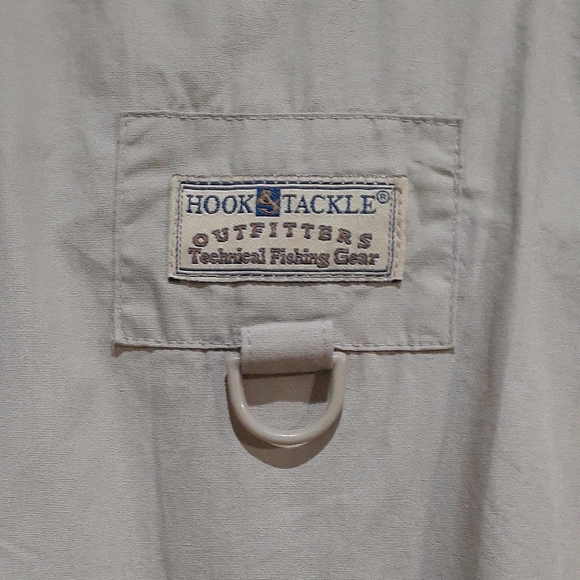 HOOK & TACKLE®
OUTFITTERS
Technical Fishing Gear